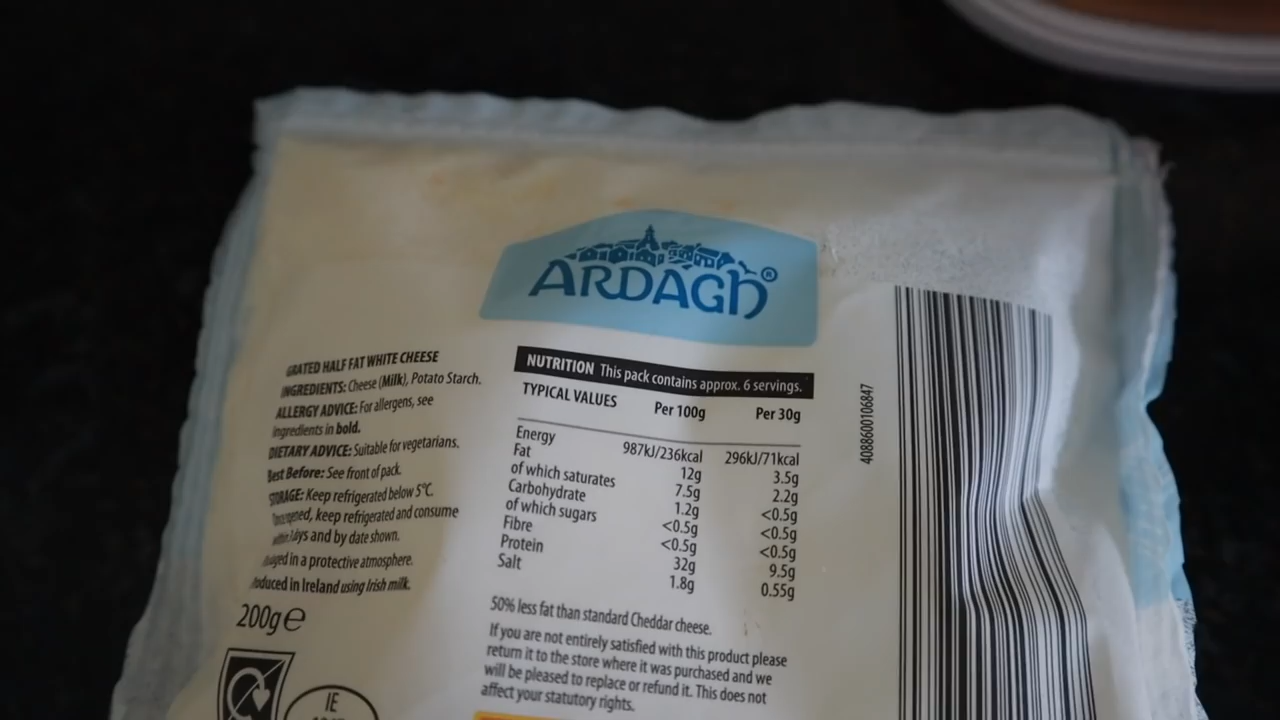 ARDAGH®
GRATED HALF FAT WHITE CHEESE
INGREDIENTS: Cheese (Milk), Potato Starch.
ALLERGY ADVICE: For allergens, see
ingredients in bold.
DIETARY ADVICE: Suitable for vegetarians.
Best Before: See front of pack.
STORAGE: Keep refrigerated below 5°C.
keep refrigerated and consume
and by date shown.
in a protective atmosphere.
Produced in Ireland using Irish milk.
200g e
IE
NUTRITION This pack contains approx. 6 servings.
TYPICAL VALUES Per 100g Per 30g
Energy 987kJ/236kcal 296kJ/71kcal
Fat 12g 3.5g
of which saturates 7.5g 2.2g
Carbohydrate 1.2g <0.5g
of which sugars <0.5g <0.5g
Fibre <0.5g <0.5g
Protein 32g 9.5g
Salt 1.8g 0.55g
50% less fat than standard Cheddar cheese.
If you are not entirely satisfied with this product please
return it to the store where it was purchased and we
will be pleased to replace or refund it. This does not
affect your statutory rights.
4088600106847